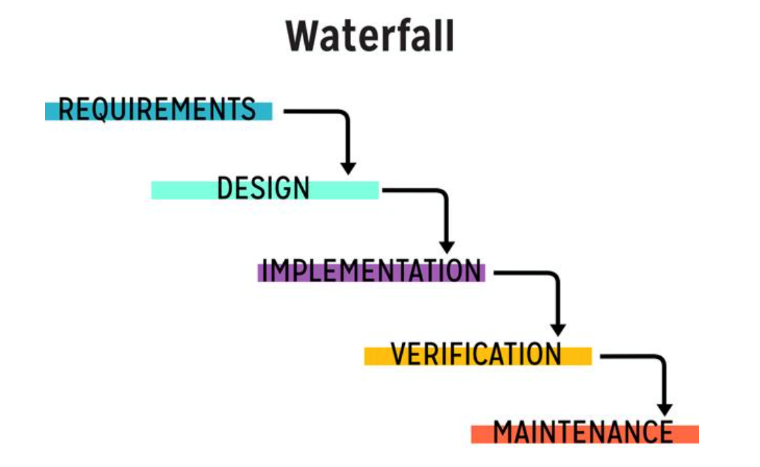 Waterfall
REQUIREMENTS
DESIGN
IMPLEMENTATION
VERIFICATION
MAINTENANCE